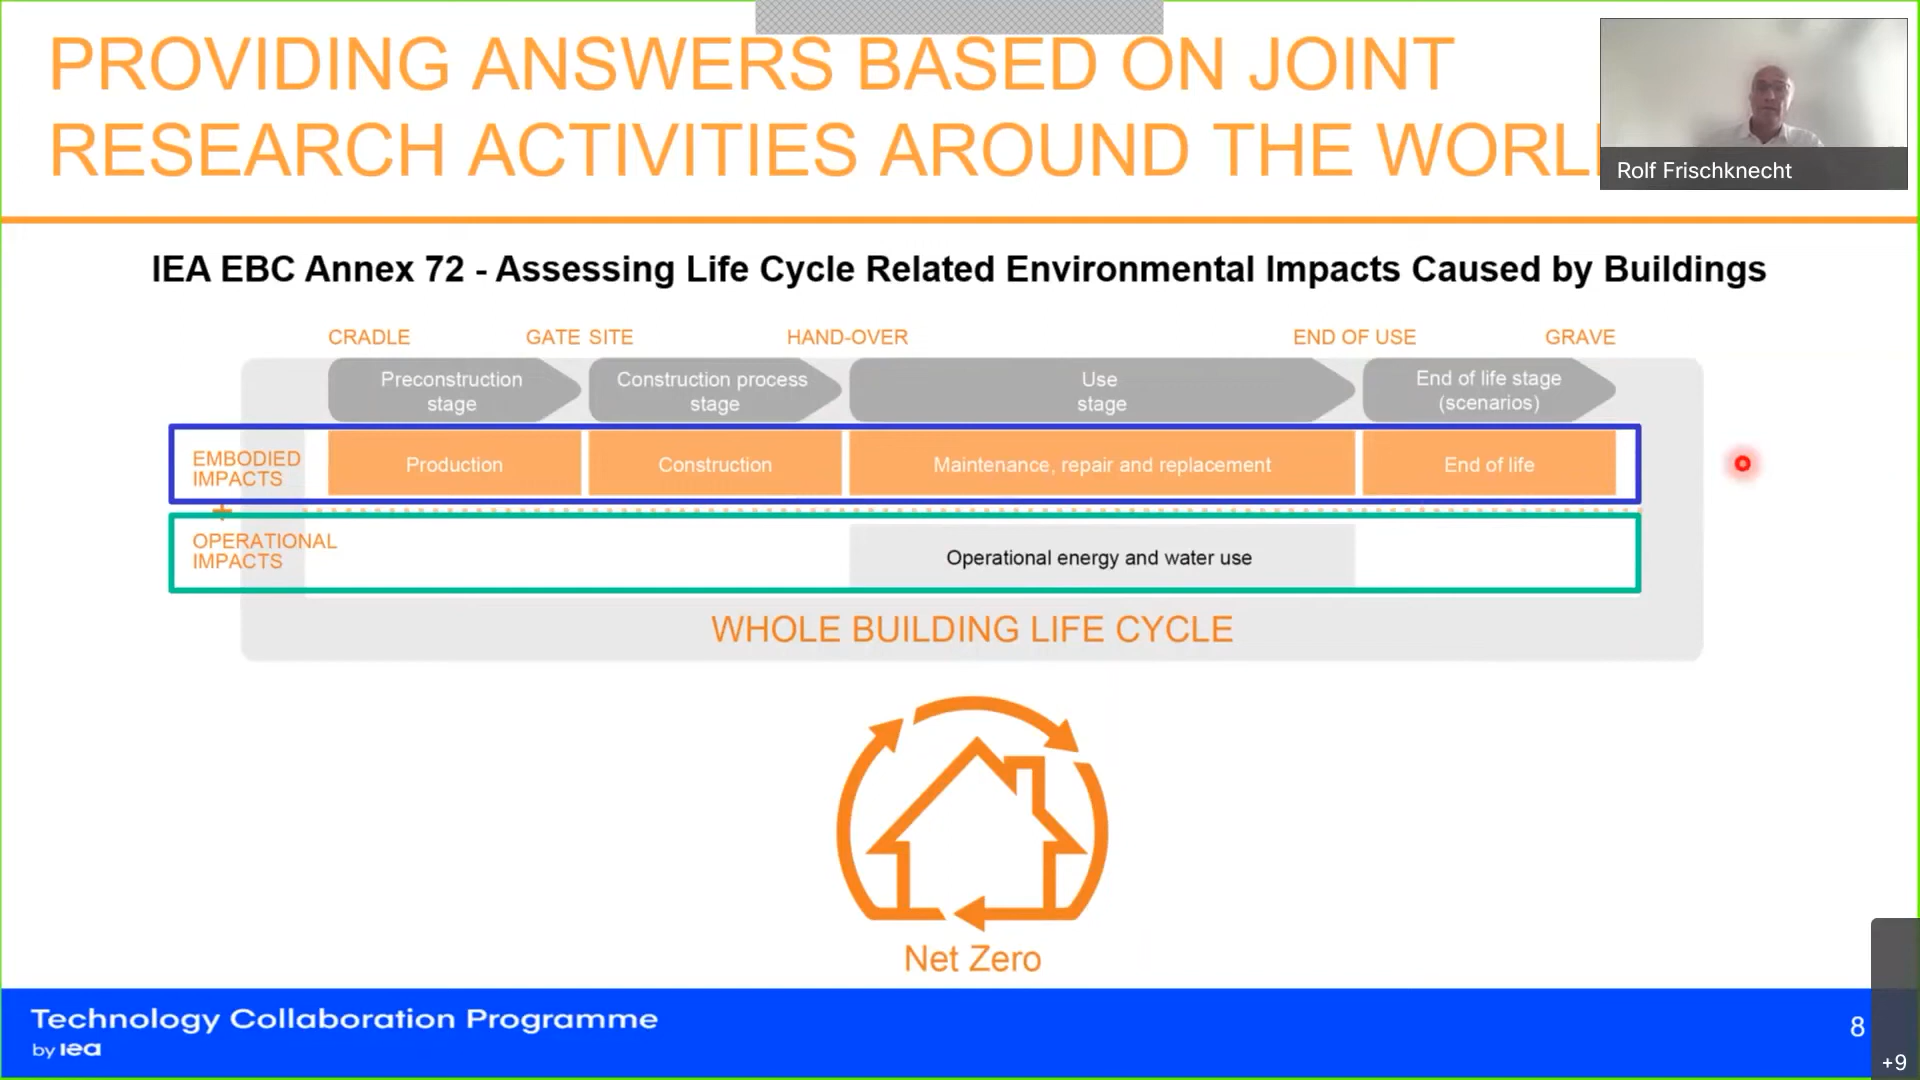 PROVIDING ANSWERS BASED ON JOINT
RESEARCH ACTIVITIES AROUND THE WORL
Rolf Frischknecht
IEA EBC Annex 72 - Assessing Life Cycle Related Environmental Impacts Caused by Buildings
CRADLE GATE SITE HAND-OVER END OF USE GRAVE
Preconstruction
stage
Construction process
stage
Use
stage
End of life stage
(scenarios)
EMBODIED
IMPACTS
Production
Construction
Maintenance, repair and replacement
End of life
+
OPERATIONAL
IMPACTS
Operational energy and water use
WHOLE BUILDING LIFE CYCLE
Net Zero
Technology Collaboration Programme
by iea
8
+9